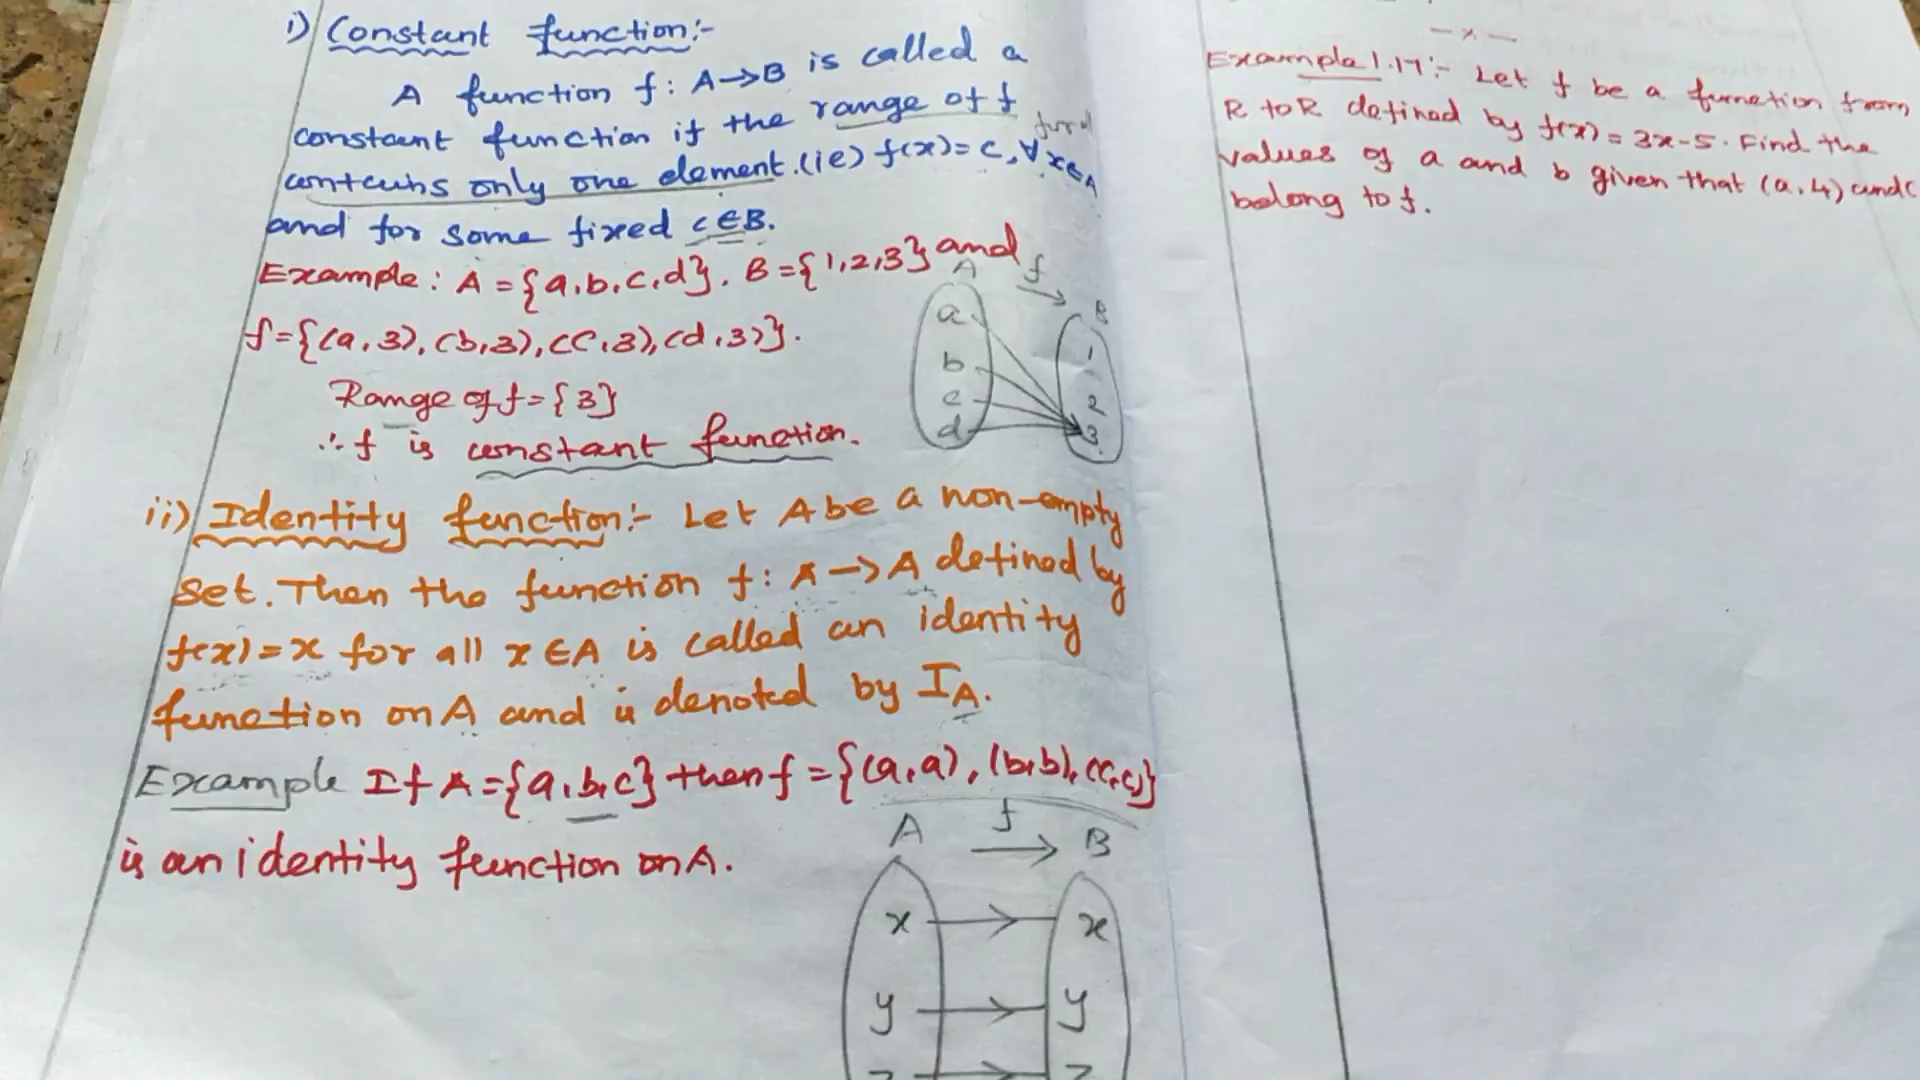 i) Constant function:-
A function f: A→B is called a
constant function if the range of f
contains only one element. (ie) f(x)=c, ∀ x∈A
and for some fixed c∈B.
Example: A={a,b,c,d}. B={1,2,3} and
f={(a,3),(b,3),(c,3),(d,3)}.
Range of f={3}
∴ f is constant function.
A f B
a 1
b 2
c 3
d
ii) Identity function:- Let A be a non-empty
set. Then the function f: A→A defined by
f(x)=x for all x∈A is called an identity
function on A and is denoted by I_A.
Example If A={a,b,c} then f={(a,a),(b,b),(c,c)}
is an identity function on A.
A f B
x x
y y
z z
-x-
Example 1.17:- Let f be a function from
R to R defined by f(x)=3x-5. Find the
values of a and b given that (a,4) and (
belong to f.